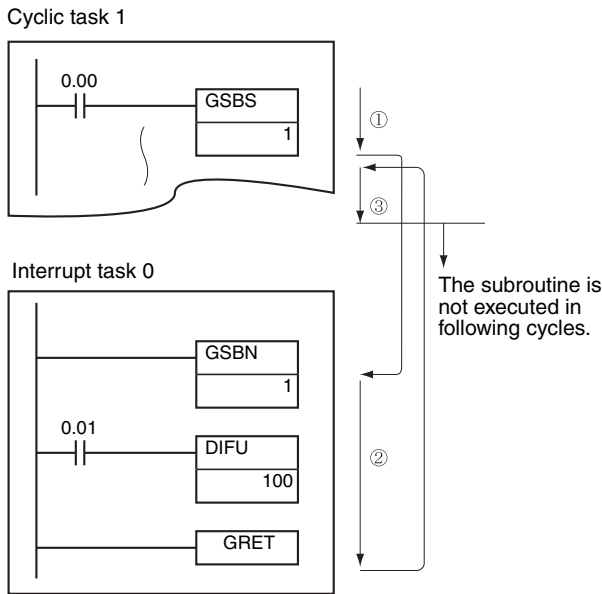 Cyclic task 1
0.00
GSBS
1
①
③
Interrupt task 0
The subroutine is
not executed in
following cycles.
GSBN
1
0.01
DIFU
100
②
GRET